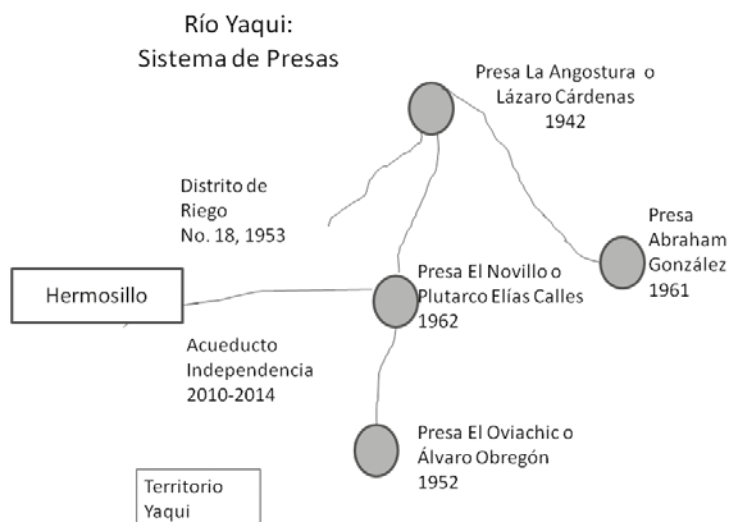 Río Yaqui:
Sistema de Presas
Presa La Angostura o
Lázaro Cárdenas
1942
Distrito de
Riego
No. 18, 1953
Presa
Abraham
González
1961
Hermosillo
Presa El Novillo o
Plutarco Elías Calles
1962
Acueducto
Independencia
2010-2014
Presa El Oviachic o
Álvaro Obregón
1952
Territorio
Yaqui